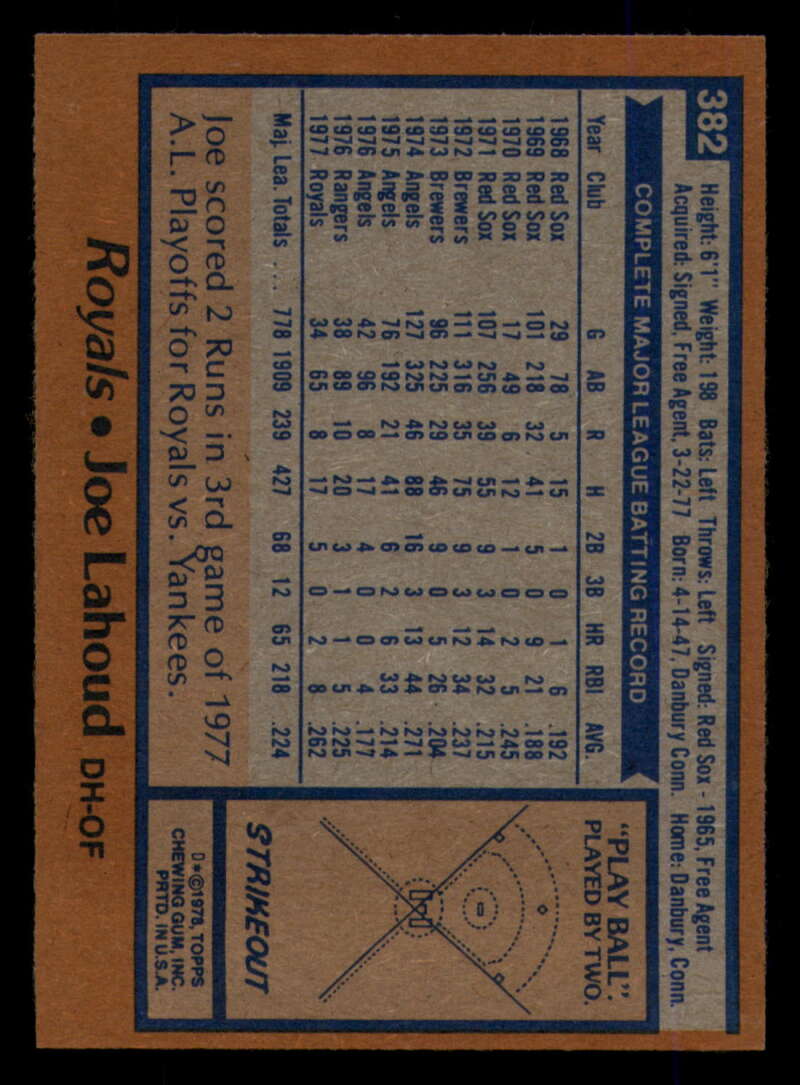 382
Height: 6'1" Weight: 198 Bats: Left Throws: Left Signed: Red Sox - 1965, Free Agent
Acquired: Signed, Free Agent, 3-22-77 Born: 4-14-47, Danbury Conn. Home: Danbury, Conn.
COMPLETE MAJOR LEAGUE BATTING RECORD
Year Club G AB R H 2B 3B HR RBI AVG.
1968 Red Sox 29 78 5 15 1 0 1 6 .192
1969 Red Sox 101 218 32 41 5 0 9 21 .188
1970 Red Sox 17 49 6 12 1 0 2 5 .245
1971 Red Sox 107 256 39 55 9 3 14 32 .215
1972 Brewers 111 316 35 75 9 3 12 34 .237
1973 Brewers 96 225 29 46 9 0 5 26 .204
1974 Angels 127 325 46 88 16 3 13 44 .271
1975 Angels 76 182 21 41 6 2 6 33 .214
1976 Angels 42 96 8 17 4 0 0 4 .177
1976 Rangers 38 89 10 20 3 1 1 5 .225
1977 Royals 34 65 8 17 5 0 2 8 .262
Maj. Lea. Totals ... 778 1909 239 427 68 12 65 218 .224
Joe scored 2 Runs in 3rd game of 1977
A.L. Playoffs for Royals vs. Yankees.
"PLAY BALL".
PLAYED BY TWO.
STRIKEOUT
D*©1978, TOPPS
CHEWING GUM, INC.
PRTD. IN U.S.A.
Royals • Joe Lahoud DH-OF